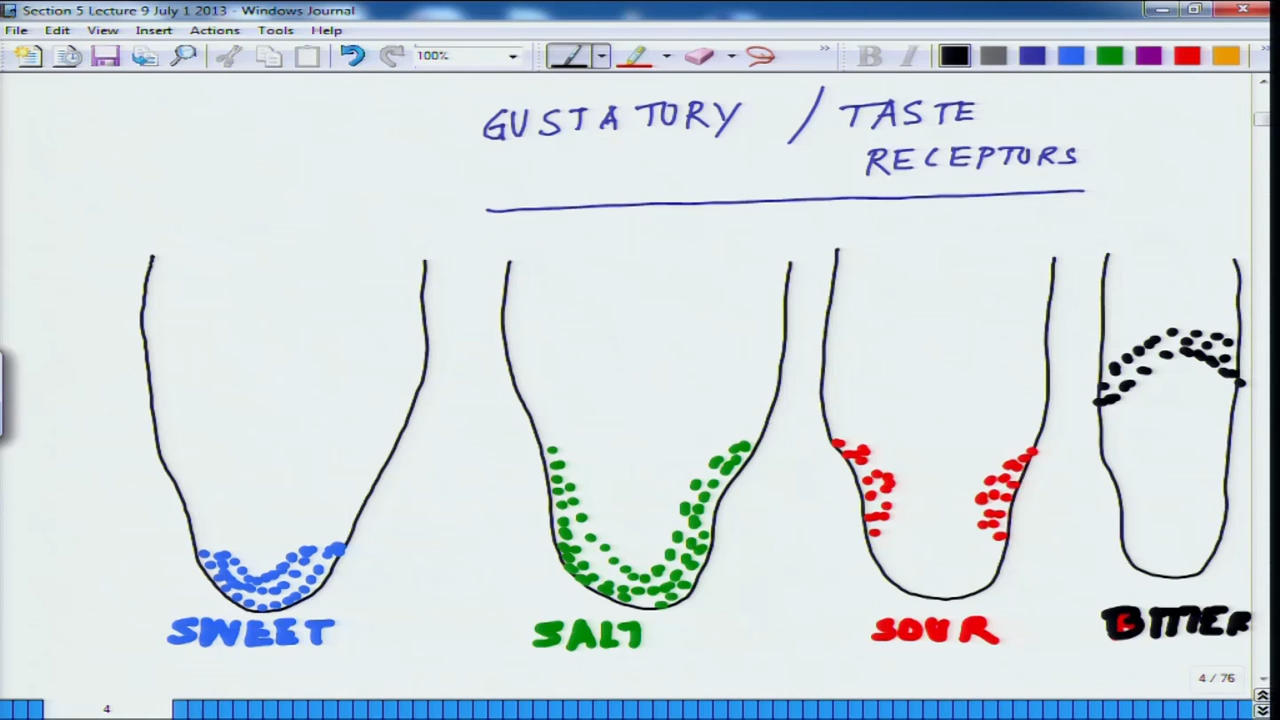 Section 5 Lecture 9 July 1 2013 - Windows Journal
File Edit View Insert Actions Tools Help
100%
B I
GUSTATORY / TASTE
RECEPTORS
SWEET SALT SOUR BITTER
4 / 76
4